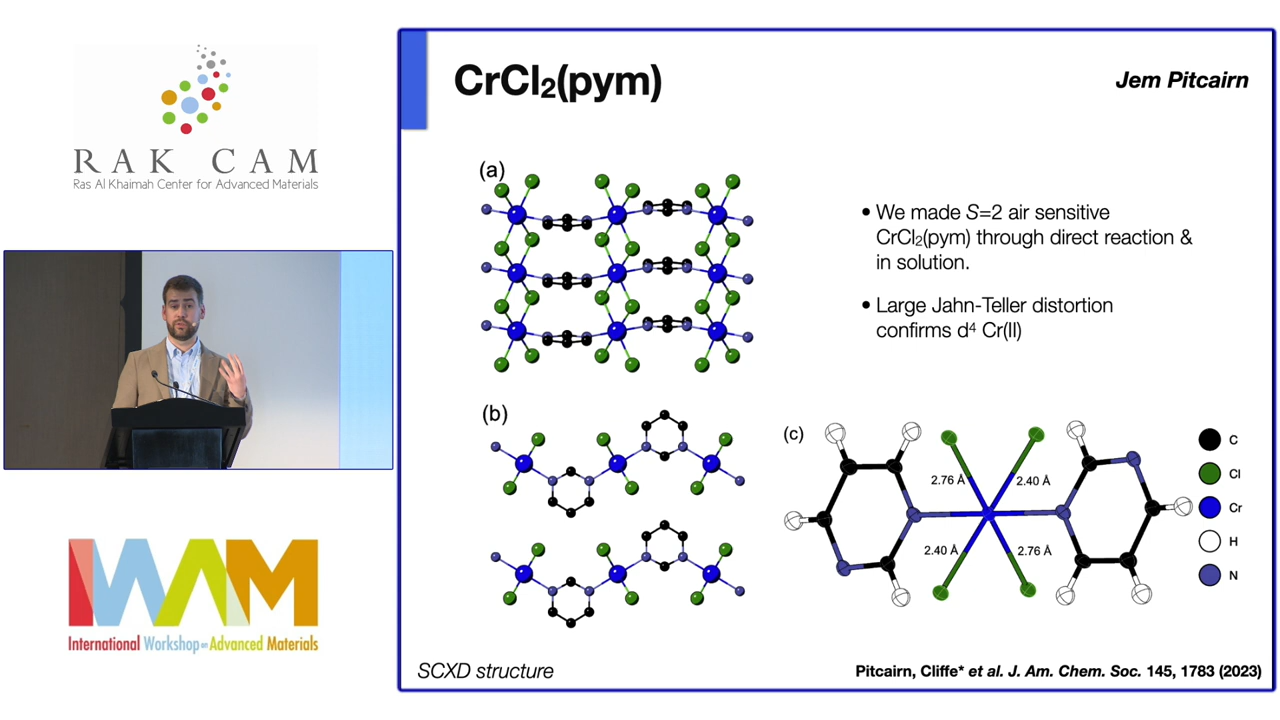 RAK CAM
Ras Al Khaimah Center for Advanced Materials
IWAM
International Workshop on Advanced Materials
CrCl₂(pym)
Jem Pitcairn
(a)
• We made S=2 air sensitive
CrCl₂(pym) through direct reaction &
in solution.
• Large Jahn-Teller distortion
confirms d⁴ Cr(II)
(b)
(c)
2.76 Å
2.40 Å
2.40 Å
2.76 Å
C
Cl
Cr
H
N
SCXD structure
Pitcairn, Cliffe* et al. J. Am. Chem. Soc. 145, 1783 (2023)